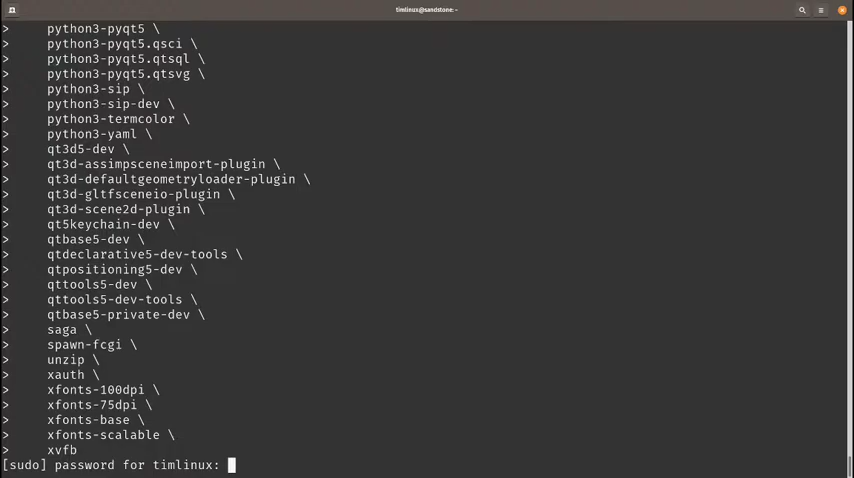 timlinux@sandstone:~
> python3-pyqt5 \
> python3-pyqt5.qsci \
> python3-pyqt5.qtsql \
> python3-pyqt5.qtsvg \
> python3-sip \
> python3-sip-dev \
> python3-termcolor \
> python3-yaml \
> qt3d5-dev \
> qt3d-assimpsceneimport-plugin \
> qt3d-defaultgeometryloader-plugin \
> qt3d-gltfsceneio-plugin \
> qt3d-scene2d-plugin \
> qt5keychain-dev \
> qtbase5-dev \
> qtdeclarative5-dev-tools \
> qtpositioning5-dev \
> qttools5-dev \
> qttools5-dev-tools \
> qtbase5-private-dev \
> saga \
> spawn-fcgi \
> unzip \
> xauth \
> xfonts-100dpi \
> xfonts-75dpi \
> xfonts-base \
> xfonts-scalable \
> xvfb
[sudo] password for timlinux: